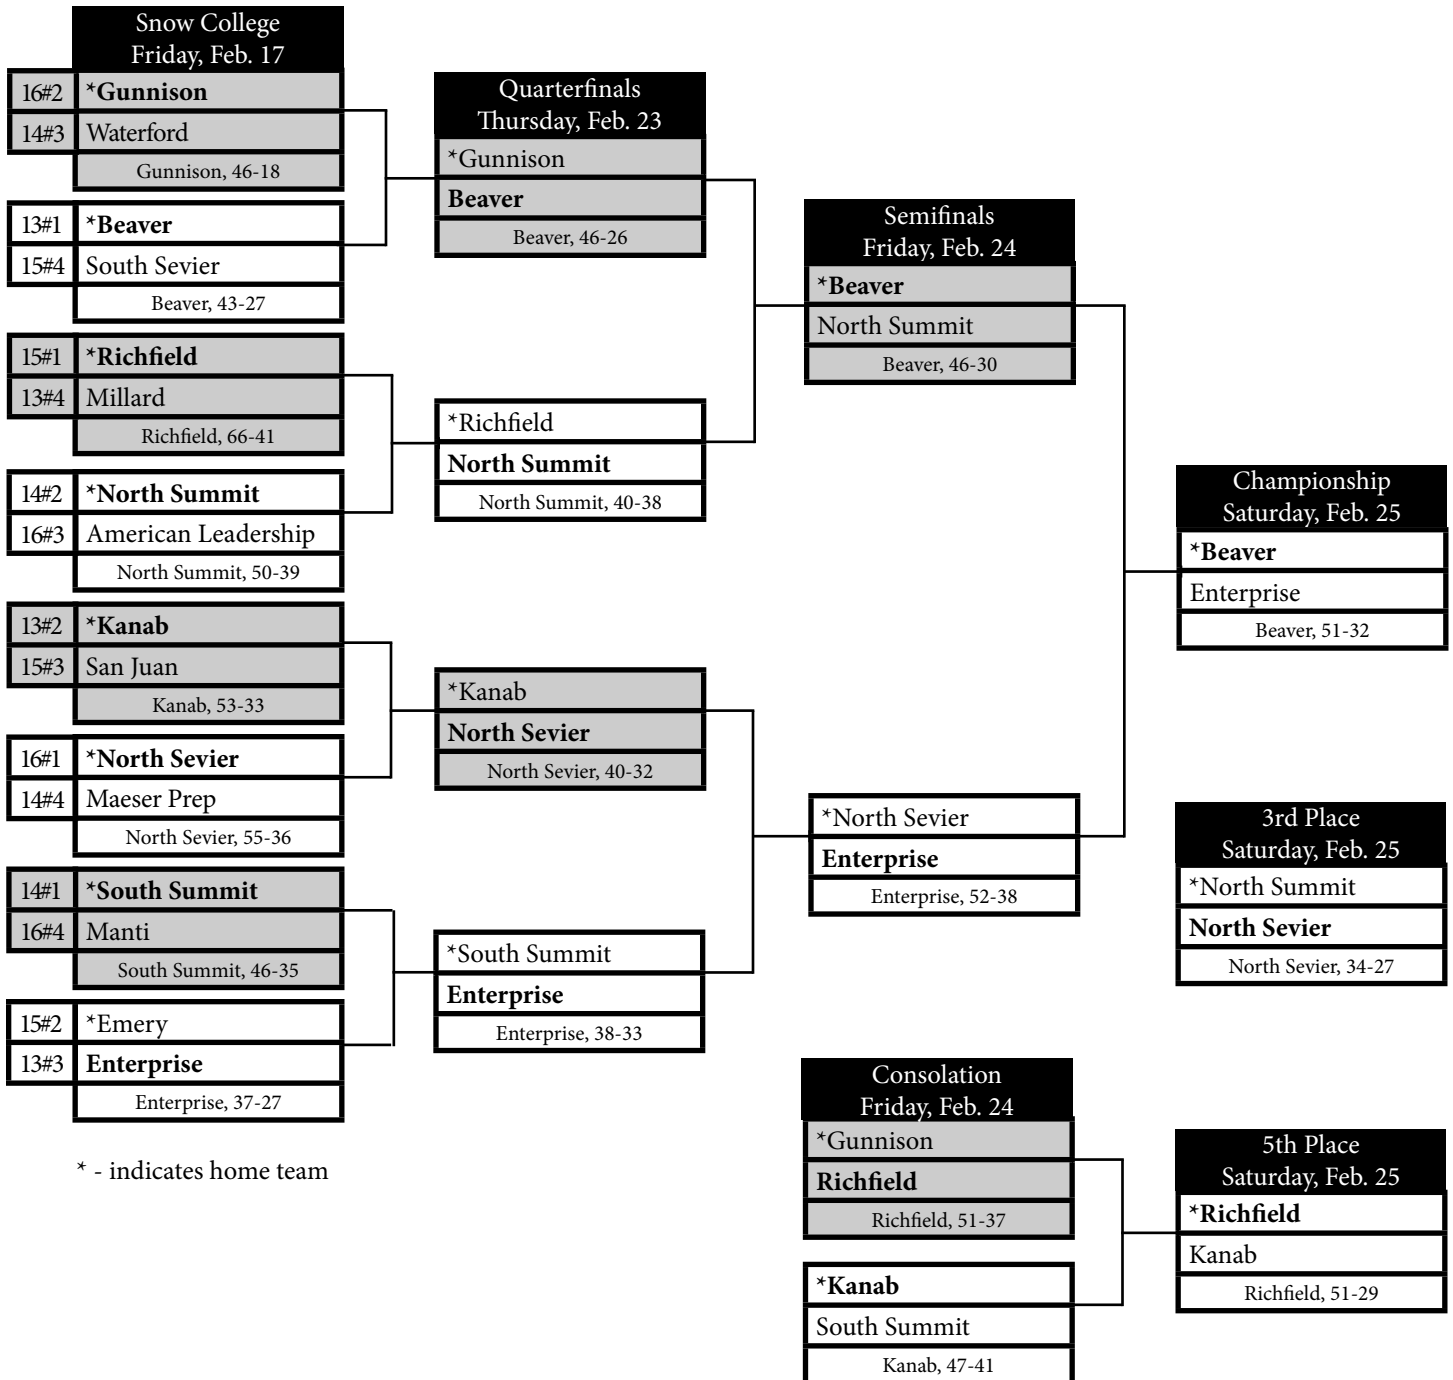 Snow College
Friday, Feb. 17
16#2 *Gunnison
14#3 Waterford
Gunnison, 46-18
13#1 *Beaver
15#4 South Sevier
Beaver, 43-27
15#1 *Richfield
13#4 Millard
Richfield, 66-41
14#2 *North Summit
16#3 American Leadership
North Summit, 50-39
13#2 *Kanab
15#3 San Juan
Kanab, 53-33
16#1 *North Sevier
14#4 Maeser Prep
North Sevier, 55-36
14#1 *South Summit
16#4 Manti
South Summit, 46-35
15#2 *Emery
13#3 Enterprise
Enterprise, 37-27
* - indicates home team
Quarterfinals
Thursday, Feb. 23
*Gunnison
Beaver
Beaver, 46-26
*Richfield
North Summit
North Summit, 40-38
*Kanab
North Sevier
North Sevier, 40-32
*South Summit
Enterprise
Enterprise, 38-33
Semifinals
Friday, Feb. 24
*Beaver
North Summit
Beaver, 46-30
*North Sevier
Enterprise
Enterprise, 52-38
Consolation
Friday, Feb. 24
*Gunnison
Richfield
Richfield, 51-37
*Kanab
South Summit
Kanab, 47-41
Championship
Saturday, Feb. 25
*Beaver
Enterprise
Beaver, 51-32
3rd Place
Saturday, Feb. 25
*North Summit
North Sevier
North Sevier, 34-27
5th Place
Saturday, Feb. 25
*Richfield
Kanab
Richfield, 51-29